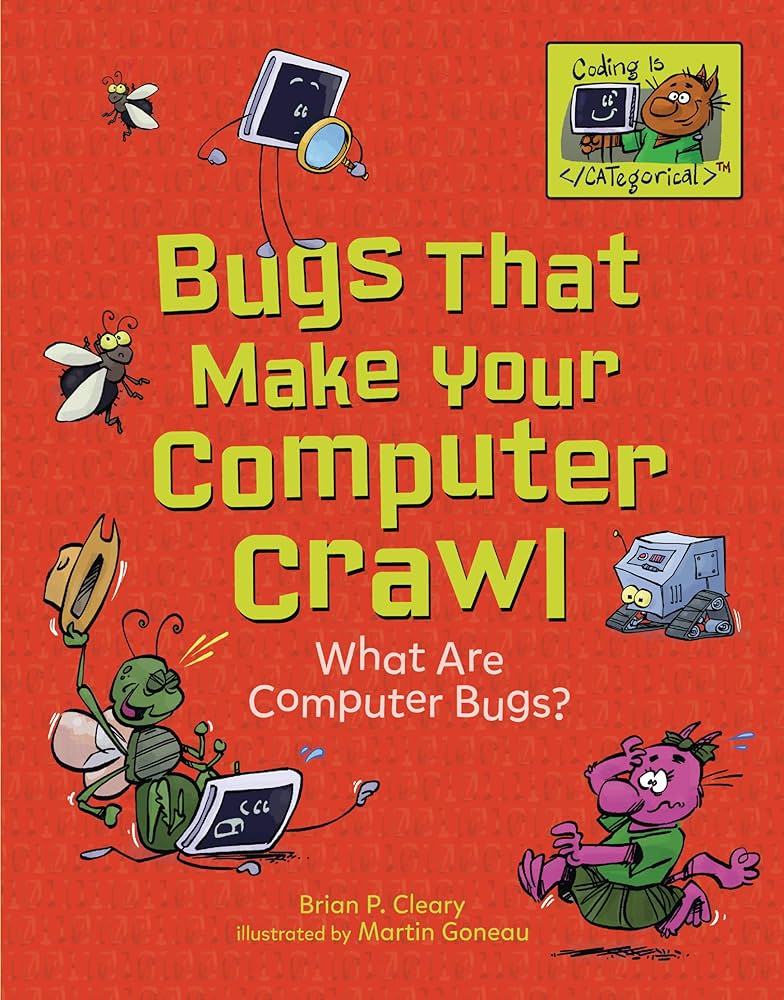 Coding Is
</CATegorical>™
Bugs That
Make Your
Computer
Crawl
What Are
Computer Bugs?
Brian P. Cleary
illustrated by Martin Goneau